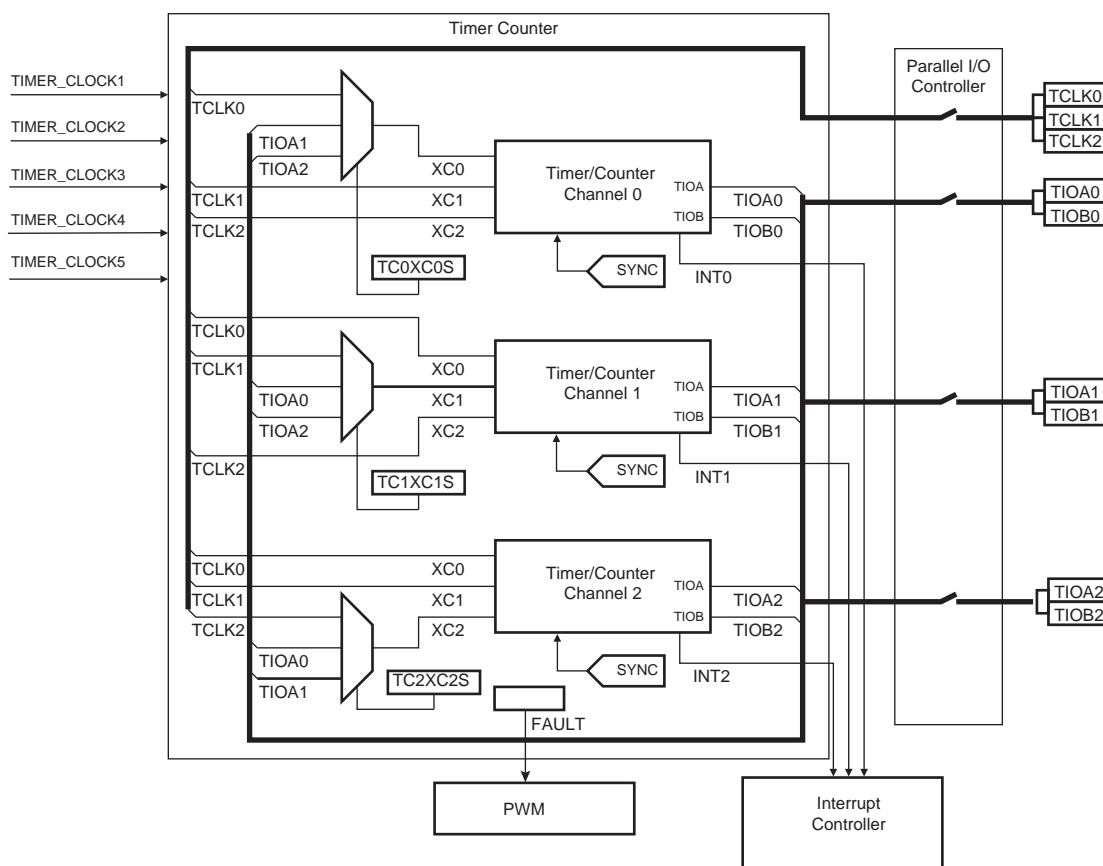 Timer Counter
TIMER_CLOCK1
TIMER_CLOCK2
TIMER_CLOCK3
TIMER_CLOCK4
TIMER_CLOCK5
TCLK0
TIOA1
TIOA2
TCLK1
TCLK2
XC0
XC1
XC2
TC0XC0S
Timer/Counter
Channel 0
TIOA
TIOB
TIOA0
TIOB0
SYNC
INT0
TCLK0
TCLK1
TIOA0
TIOA2
TCLK2
XC0
XC1
XC2
TC1XC1S
Timer/Counter
Channel 1
TIOA
TIOB
TIOA1
TIOB1
SYNC
INT1
TCLK0
TCLK1
TCLK2
TIOA0
TIOA1
XC0
XC1
XC2
TC2XC2S
Timer/Counter
Channel 2
TIOA
TIOB
TIOA2
TIOB2
SYNC
INT2
FAULT
PWM
Parallel I/O
Controller
TCLK0
TCLK1
TCLK2
TIOA0
TIOB0
TIOA1
TIOB1
TIOA2
TIOB2
Interrupt
Controller